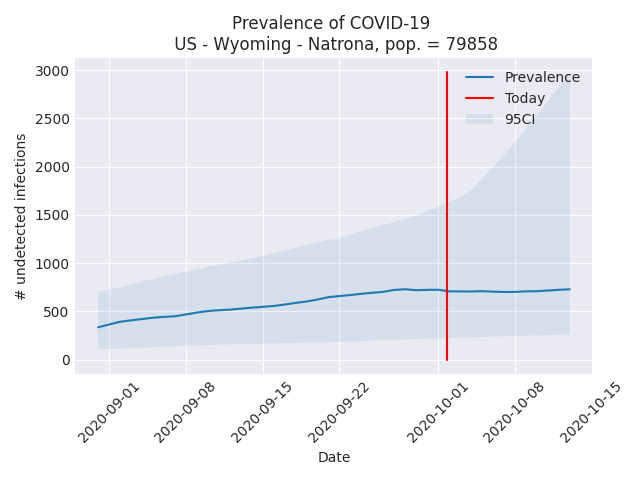 Prevalence of COVID-19
US - Wyoming - Natrona, pop. = 79858
3000
2500
2000
1500
1000
500
0
# undetected infections
Prevalence
Today
95CI
2020-09-01
2020-09-08
2020-09-15
2020-09-22
2020-10-01
2020-10-08
2020-10-15
Date